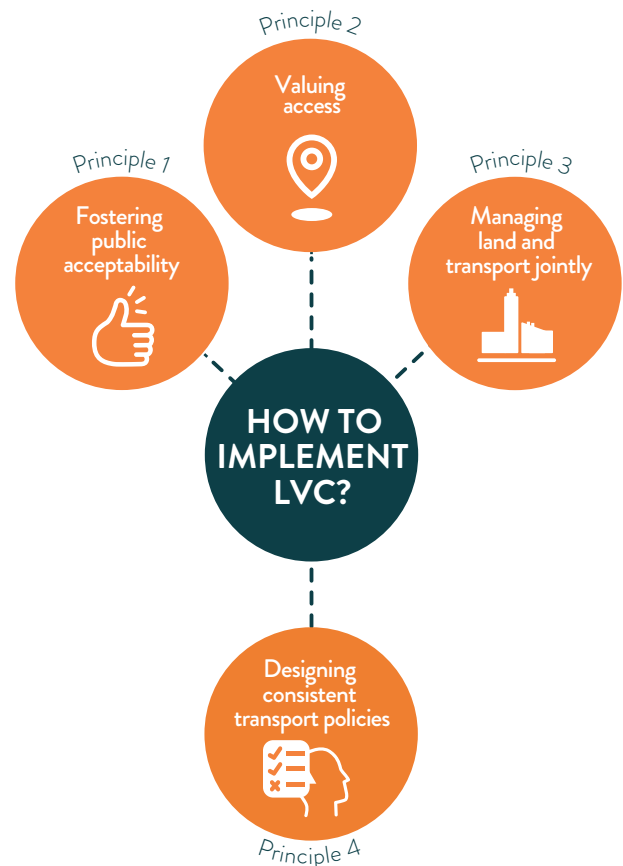 Principle 1
Fostering
public
acceptability
Principle 2
Valuing
access
Principle 3
Managing
land and
transport jointly
HOW TO
IMPLEMENT
LVC?
Designing
consistent
transport policies
Principle 4